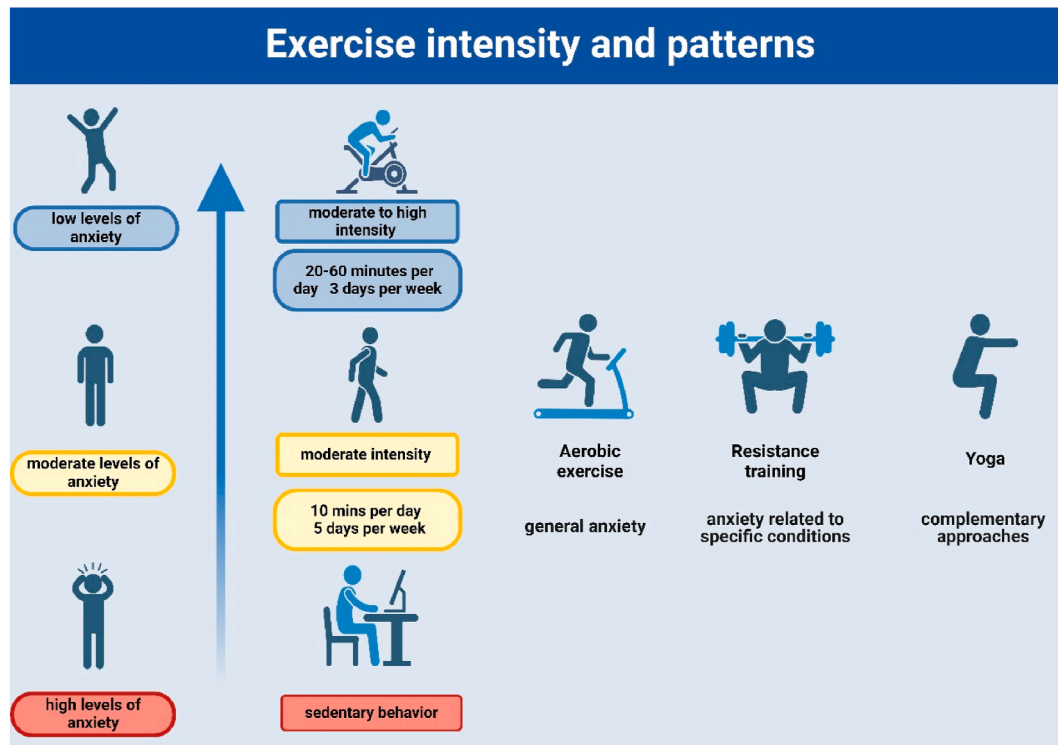 Exercise intensity and patterns
low levels of
anxiety
moderate to high
intensity
20-60 minutes per
day 3 days per week
moderate levels of
anxiety
moderate intensity
10 mins per day
5 days per week
Aerobic
exercise
general anxiety
Resistance
training
anxiety related to
specific conditions
Yoga
complementary
approaches
high levels of
anxiety
sedentary behavior